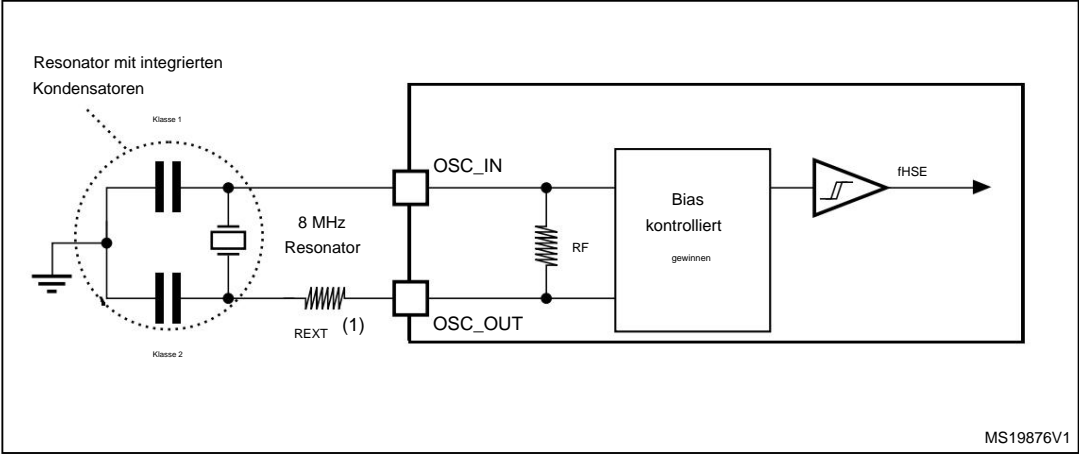 Resonator mit integrierten
Kondensatoren
Klasse 1
OSC_IN
fHSE
Bias
kontrolliert
gewinnen
8 MHz
Resonator
RF
REXT
(1)
OSC_OUT
Klasse 2
MS19876V1